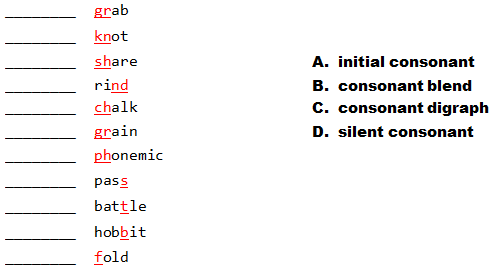 ________ grab
________ knot
________ share A. initial consonant
________ rind B. consonant blend
________ chalk C. consonant digraph
________ grain D. silent consonant
________ phonemic
________ pass
________ battle
________ hobbit
________ fold